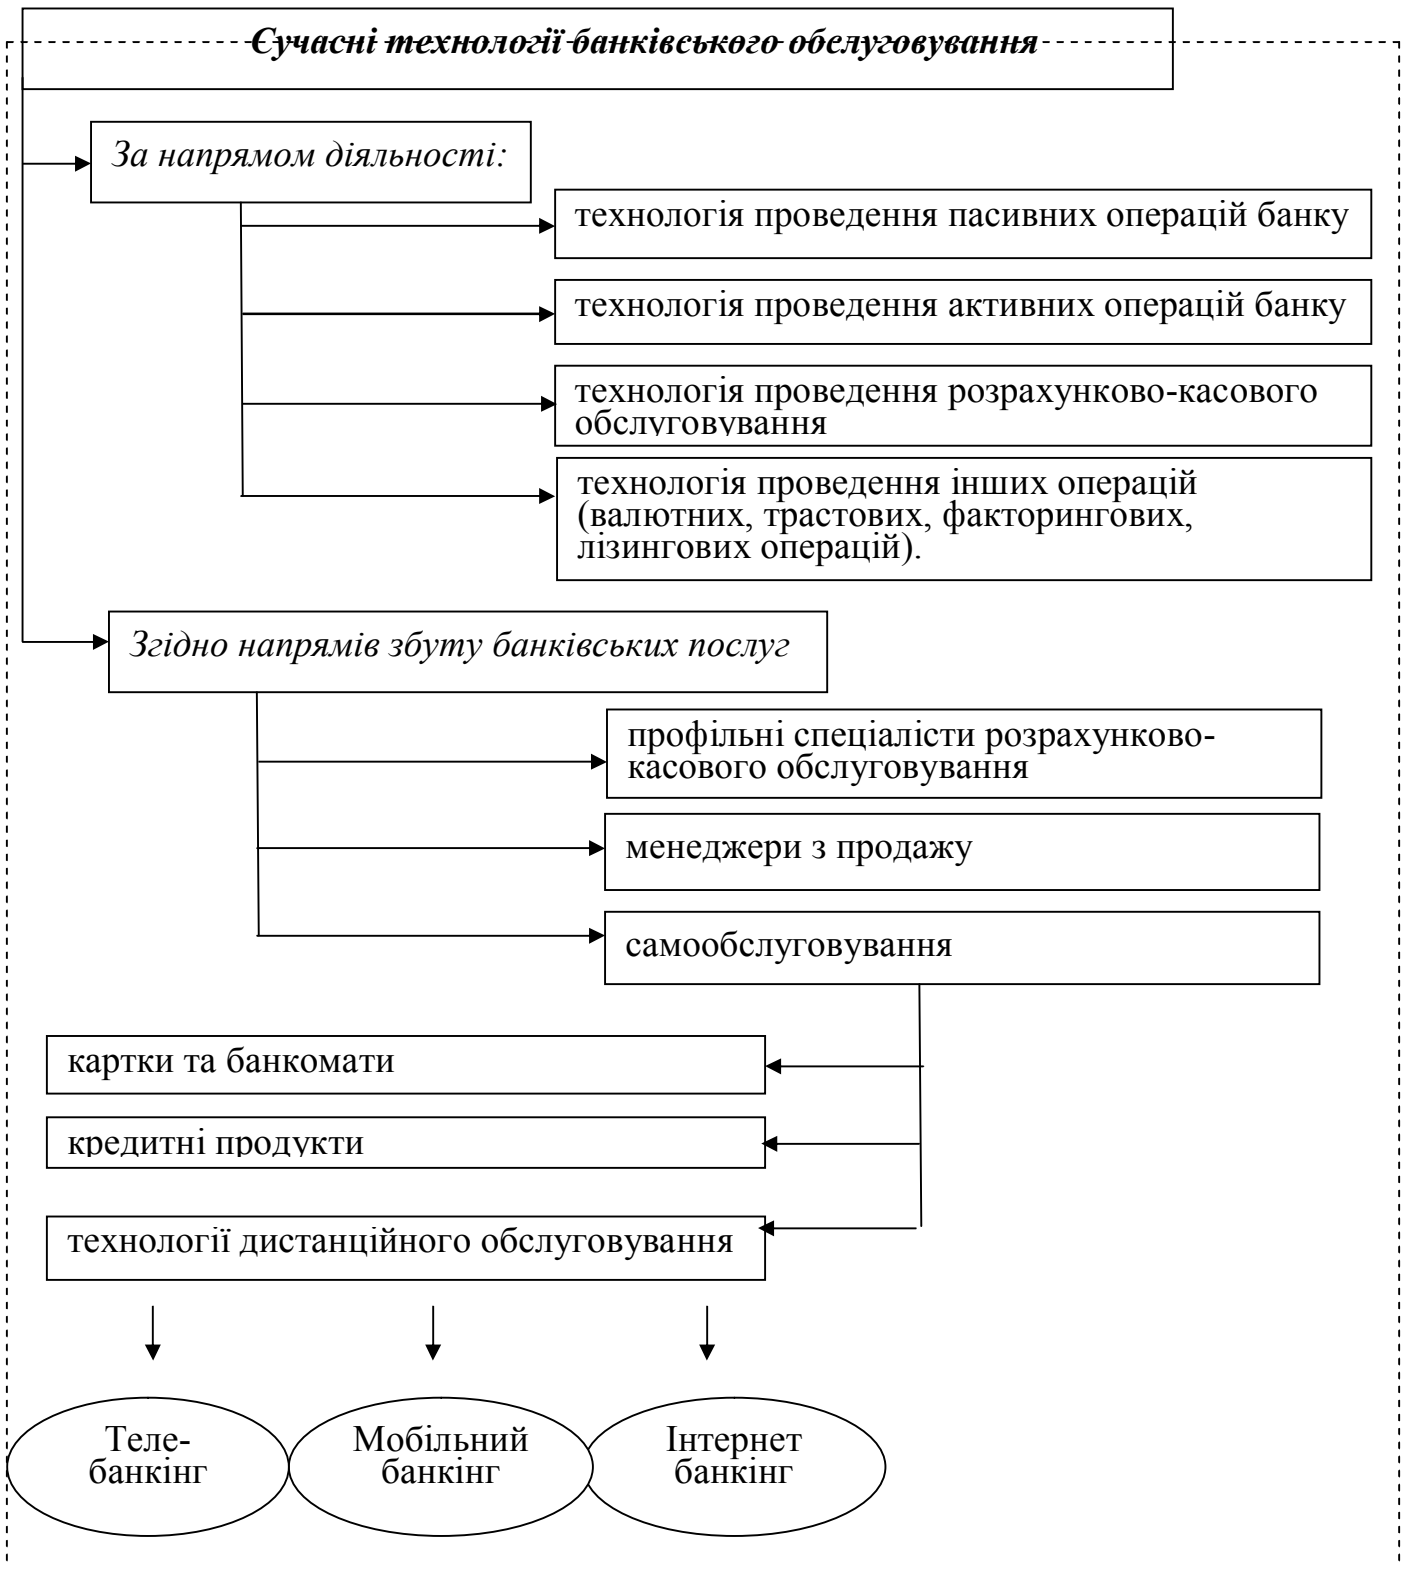 Сучасні технології банківського обслуговування
За напрямом діяльності:
технологія проведення пасивних операцій банку
технологія проведення активних операцій банку
технологія проведення розрахунково-касового
обслуговування
технологія проведення інших операцій
(валютних, трастових, факторингових,
лізингових операцій).
Згідно напрямів збуту банківських послуг
профільні спеціалісти розрахунково-
касового обслуговування
менеджери з продажу
самообслуговування
картки та банкомати
кредитні продукти
технології дистанційного обслуговування
Теле-
банкінг
Мобільний
банкінг
Інтернет
банкінг